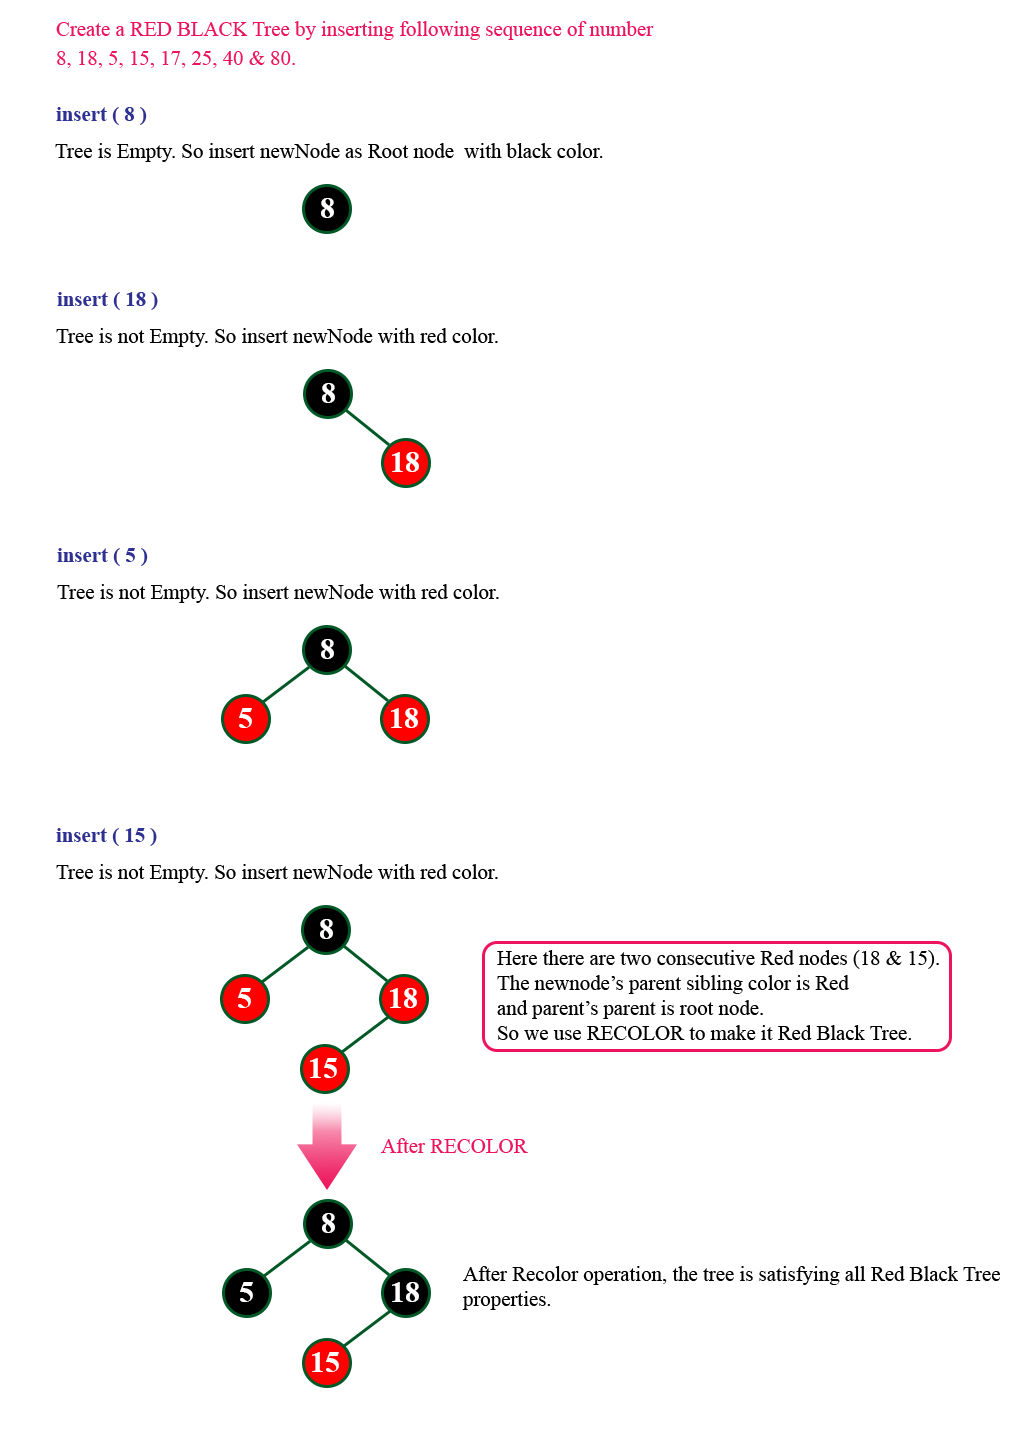 Create a RED BLACK Tree by inserting following sequence of number
8, 18, 5, 15, 17, 25, 40 & 80.
insert ( 8 )
Tree is Empty. So insert newNode as Root node with black color.
8
insert ( 18 )
Tree is not Empty. So insert newNode with red color.
8
18
insert ( 5 )
Tree is not Empty. So insert newNode with red color.
8
5
18
insert ( 15 )
Tree is not Empty. So insert newNode with red color.
8
5
18
15
Here there are two consecutive Red nodes (18 & 15).
The newnode’s parent sibling color is Red
and parent’s parent is root node.
So we use RECOLOR to make it Red Black Tree.
After RECOLOR
8
5
18
15
After Recolor operation, the tree is satisfying all Red Black Tree
properties.